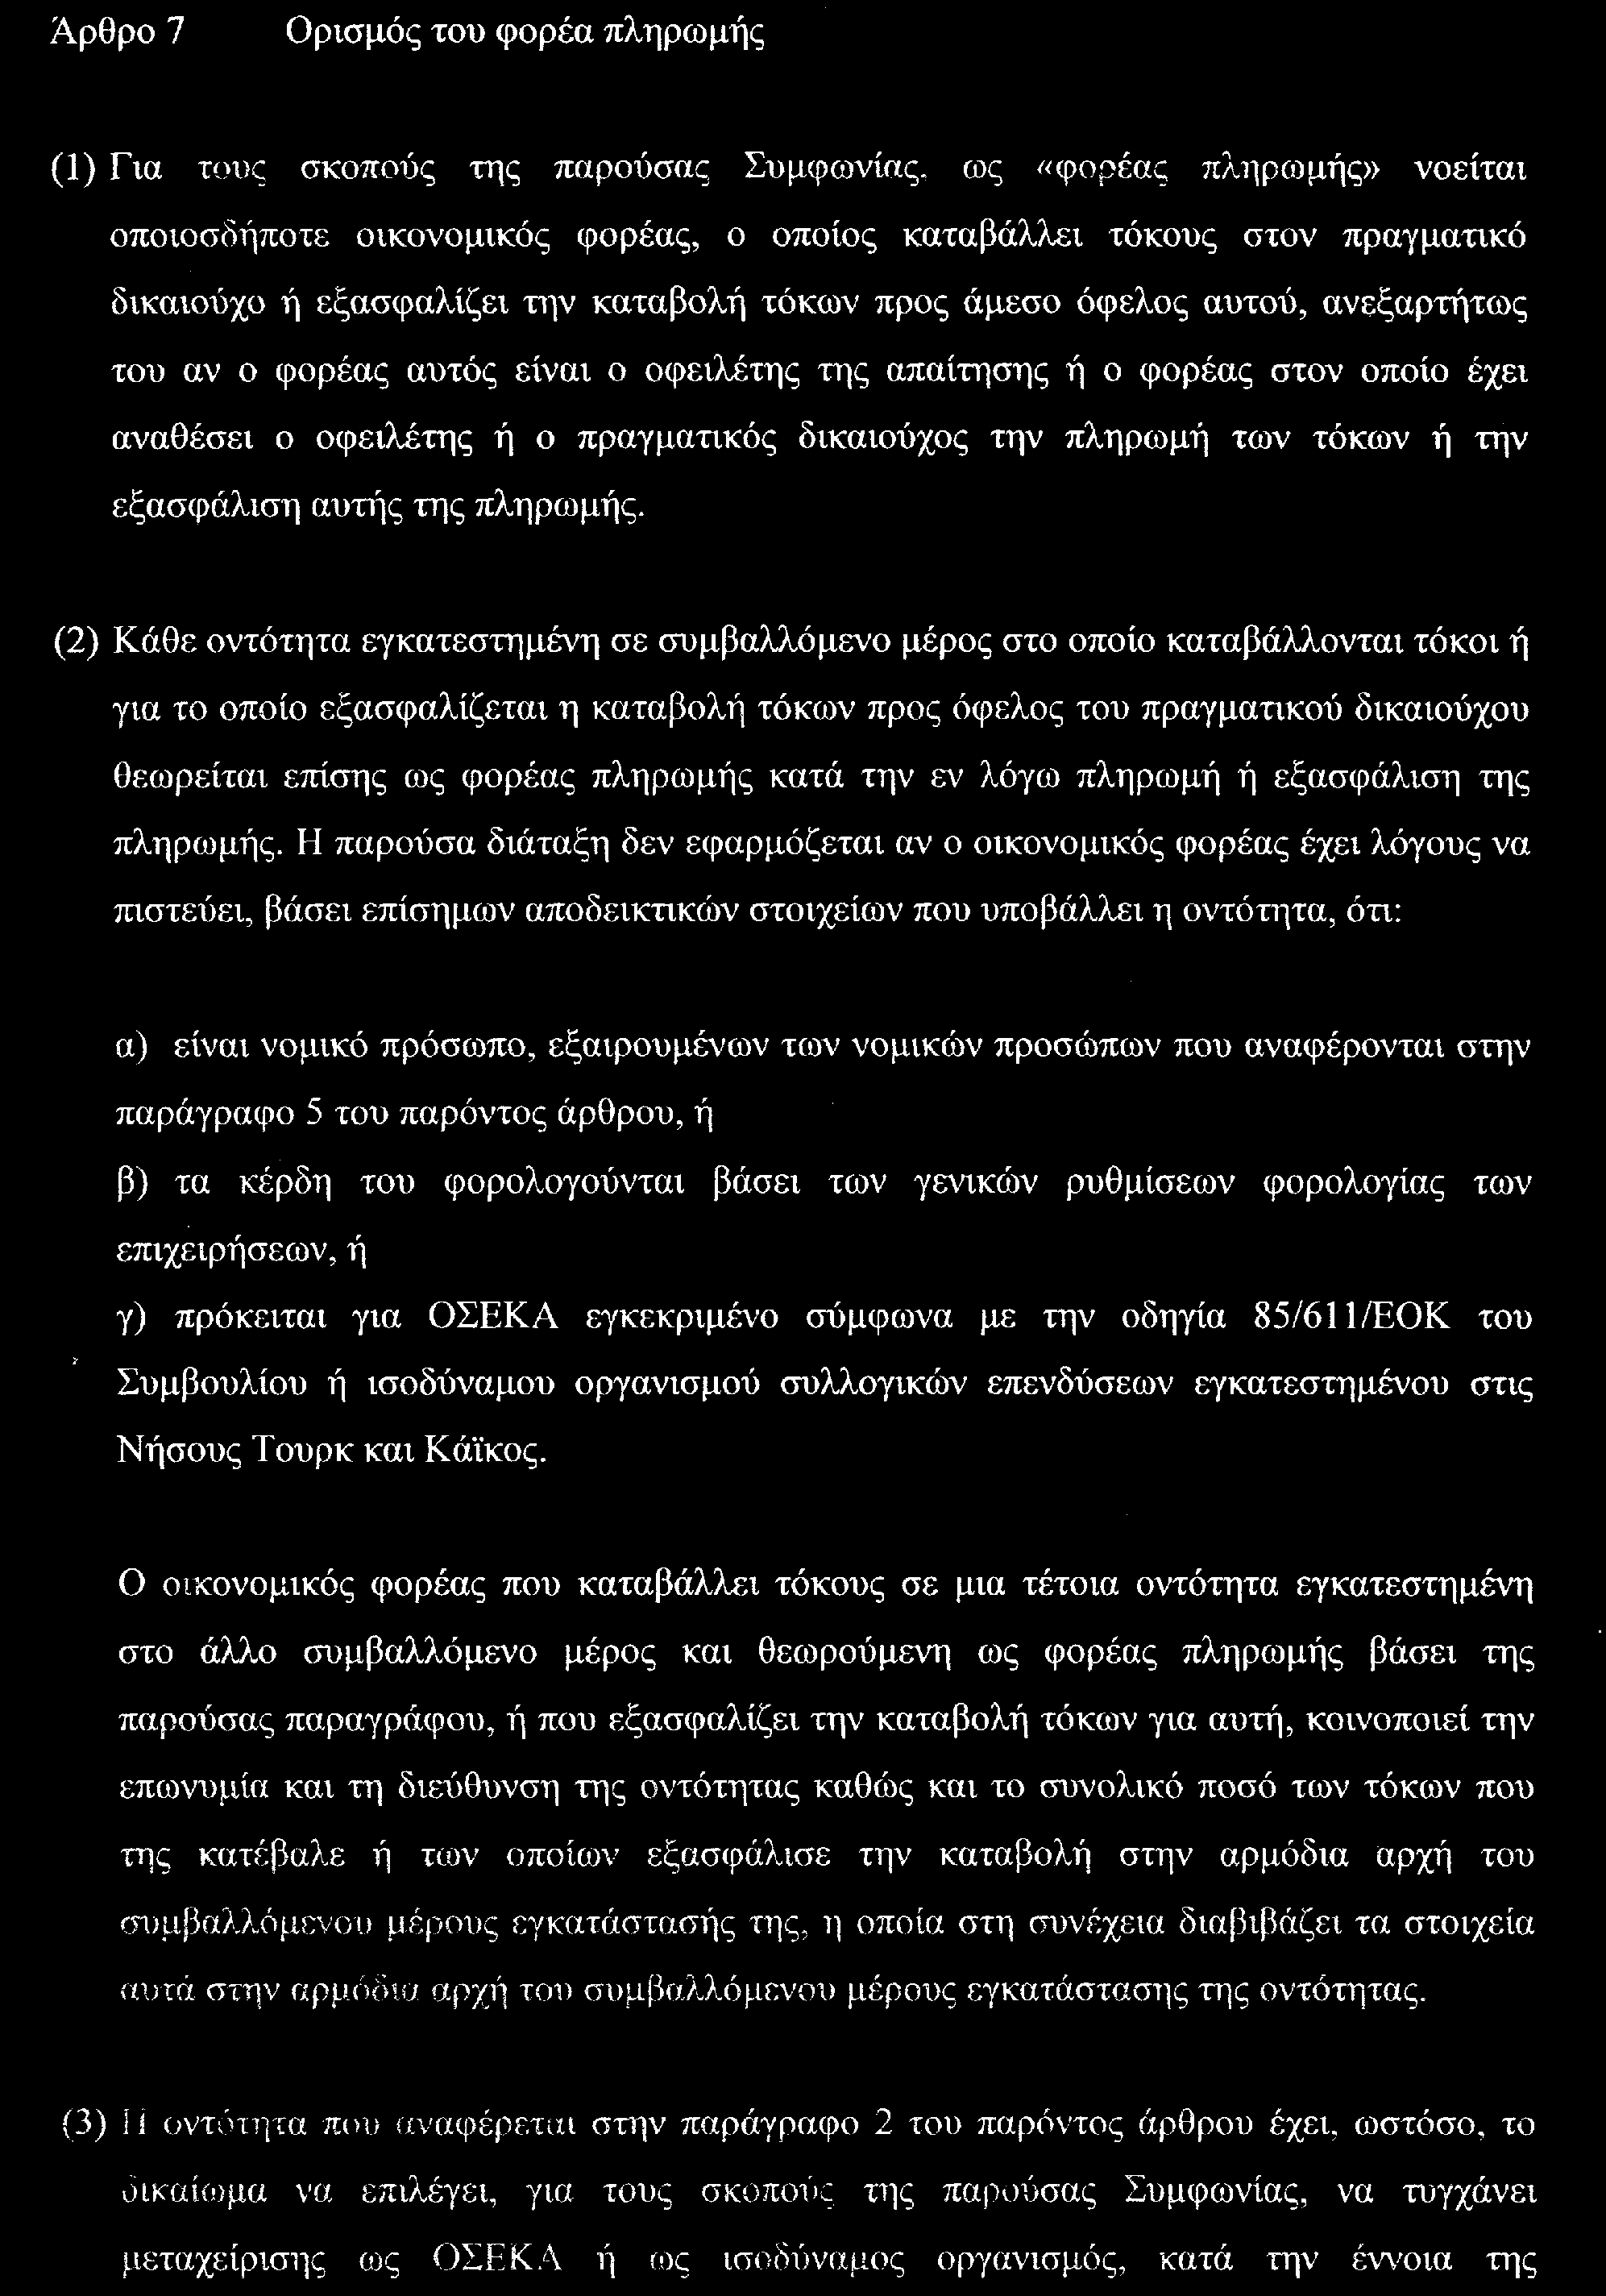 Άρθρο 7 Ορισμός του φορέα πληρωμής
(1) Για τους σκοπούς της παρούσας Συμφωνίας, ως «φορέας πληρωμής» νοείται
οποιοσδήποτε οικονομικός φορέας, ο οποίος καταβάλλει τόκους στον πραγματικό
δικαιούχο ή εξασφαλίζει την καταβολή τόκων προς άμεσο όφελος αυτού, ανεξαρτήτως
του αν ο φορέας αυτός είναι ο οφειλέτης της απαίτησης ή ο φορέας στον οποίο έχει
αναθέσει ο οφειλέτης ή ο πραγματικός δικαιούχος την πληρωμή των τόκων ή την
εξασφάλιση αυτής της πληρωμής.
(2) Κάθε οντότητα εγκατεστημένη σε συμβαλλόμενο μέρος στο οποίο καταβάλλονται τόκοι ή
για το οποίο εξασφαλίζεται η καταβολή τόκων προς όφελος του πραγματικού δικαιούχου
θεωρείται επίσης ως φορέας πληρωμής κατά την εν λόγω πληρωμή ή εξασφάλιση της
πληρωμής. Η παρούσα διάταξη δεν εφαρμόζεται αν ο οικονομικός φορέας έχει λόγους να
πιστεύει, βάσει επίσημων αποδεικτικών στοιχείων που υποβάλλει η οντότητα, ότι:
α) είναι νομικό πρόσωπο, εξαιρουμένων των νομικών προσώπων που αναφέρονται στην
παράγραφο 5 του παρόντος άρθρου, ή
β) τα κέρδη του φορολογούνται βάσει των γενικών ρυθμίσεων φορολογίας των
επιχειρήσεων, ή
γ) πρόκειται για ΟΣΕΚΑ εγκεκριμένο σύμφωνα με την οδηγία 85/611/ΕΟΚ του
Συμβουλίου ή ισοδύναμου οργανισμού συλλογικών επενδύσεων εγκατεστημένου στις
Νήσους Τουρκ και Κάϊκος.
Ο οικονομικός φορέας που καταβάλλει τόκους σε μια τέτοια οντότητα εγκατεστημένη
στο άλλο συμβαλλόμενο μέρος και θεωρούμενη ως φορέας πληρωμής βάσει της
παρούσας παραγράφου, ή που εξασφαλίζει την καταβολή τόκων για αυτή, κοινοποιεί την
επωνυμία και τη διεύθυνση της οντότητας καθώς και το συνολικό ποσό των τόκων που
της κατέβαλε ή των οποίων εξασφάλισε την καταβολή στην αρμόδια αρχή του
συμβαλλόμενου μέρους εγκατάστασής της, η οποία στη συνέχεια διαβιβάζει τα στοιχεία
αυτά στην αρμόδια αρχή του συμβαλλόμενου μέρους εγκατάστασης της οντότητας.
(3) Η οντότητα που αναφέρεται στην παράγραφο 2 του παρόντος άρθρου έχει, ωστόσο, το
δικαίωμα να επιλέγει, για τους σκοπούς της παρούσας Συμφωνίας, να τυγχάνει
μεταχείρισης ως ΟΣΕΚΑ ή ως ισοδύναμος οργανισμός, κατά την έννοια της